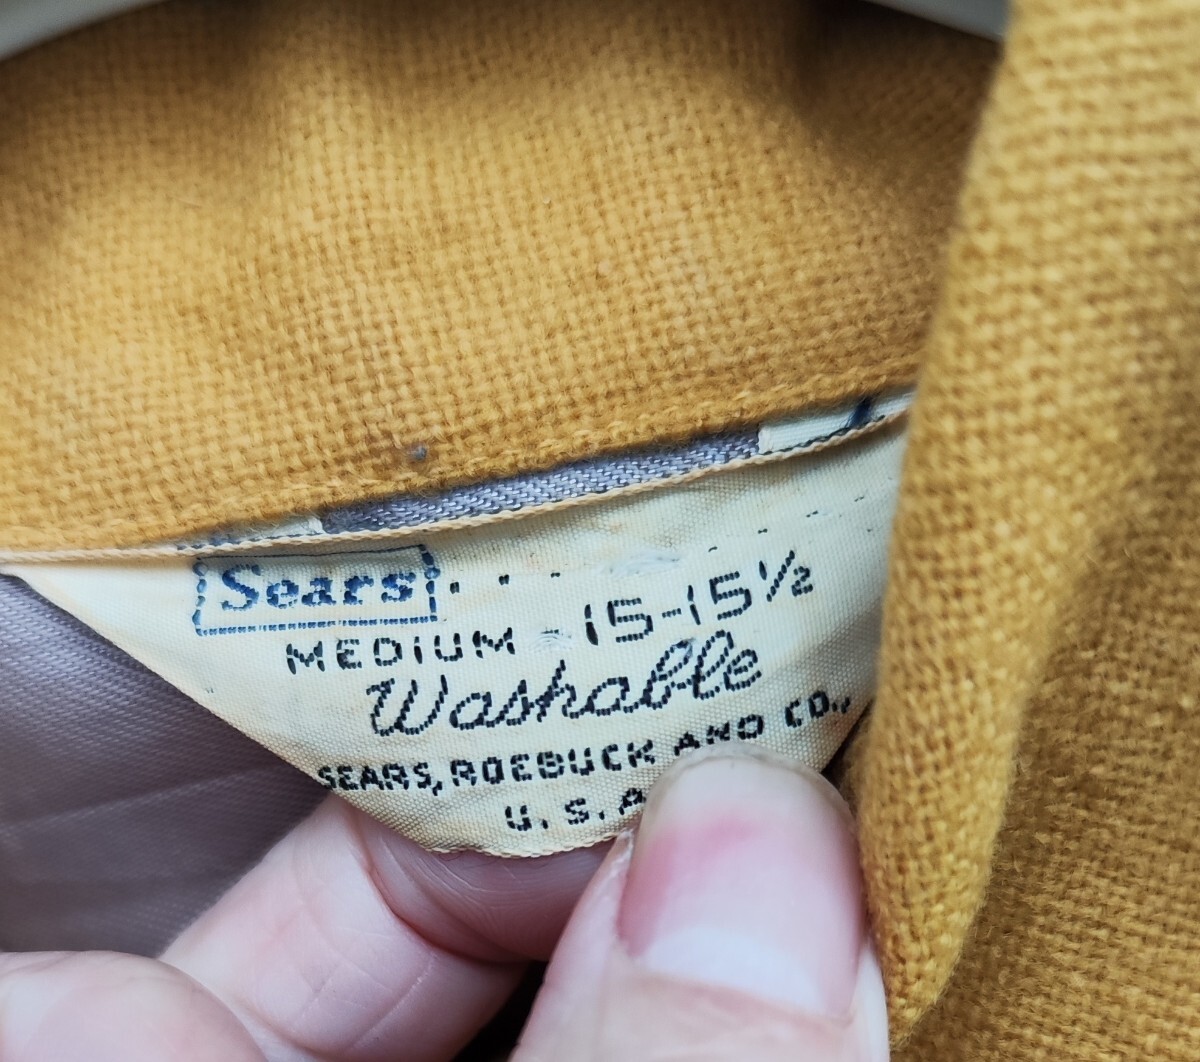 Sears
MEDIUM - 15-15½
Washable
SEARS, ROEBUCK AND CO.,
U.S.A